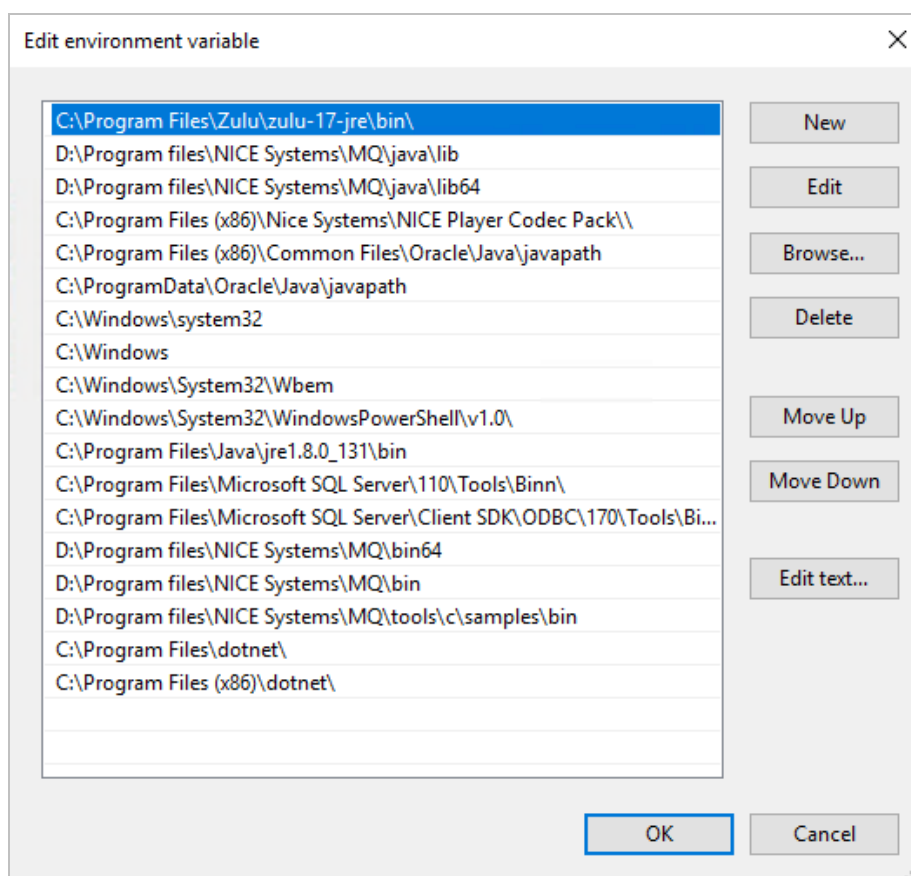 Edit environment variable
C:\Program Files\Zulu\zulu-17-jre\bin\
D:\Program files\NICE Systems\MQ\java\lib
D:\Program files\NICE Systems\MQ\java\lib64
C:\Program Files (x86)\Nice Systems\NICE Player Codec Pack\\
C:\Program Files (x86)\Common Files\Oracle\Java\javapath
C:\ProgramData\Oracle\Java\javapath
C:\Windows\system32
C:\Windows
C:\Windows\System32\Wbem
C:\Windows\System32\WindowsPowerShell\v1.0\
C:\Program Files\Java\jre1.8.0_131\bin
C:\Program Files\Microsoft SQL Server\110\Tools\Binn\
C:\Program Files\Microsoft SQL Server\Client SDK\ODBC\170\Tools\Bi...
D:\Program files\NICE Systems\MQ\bin64
D:\Program files\NICE Systems\MQ\bin
D:\Program files\NICE Systems\MQ\tools\c\samples\bin
C:\Program Files\dotnet\
C:\Program Files (x86)\dotnet\
New
Edit
Browse...
Delete
Move Up
Move Down
Edit text...
OK
Cancel